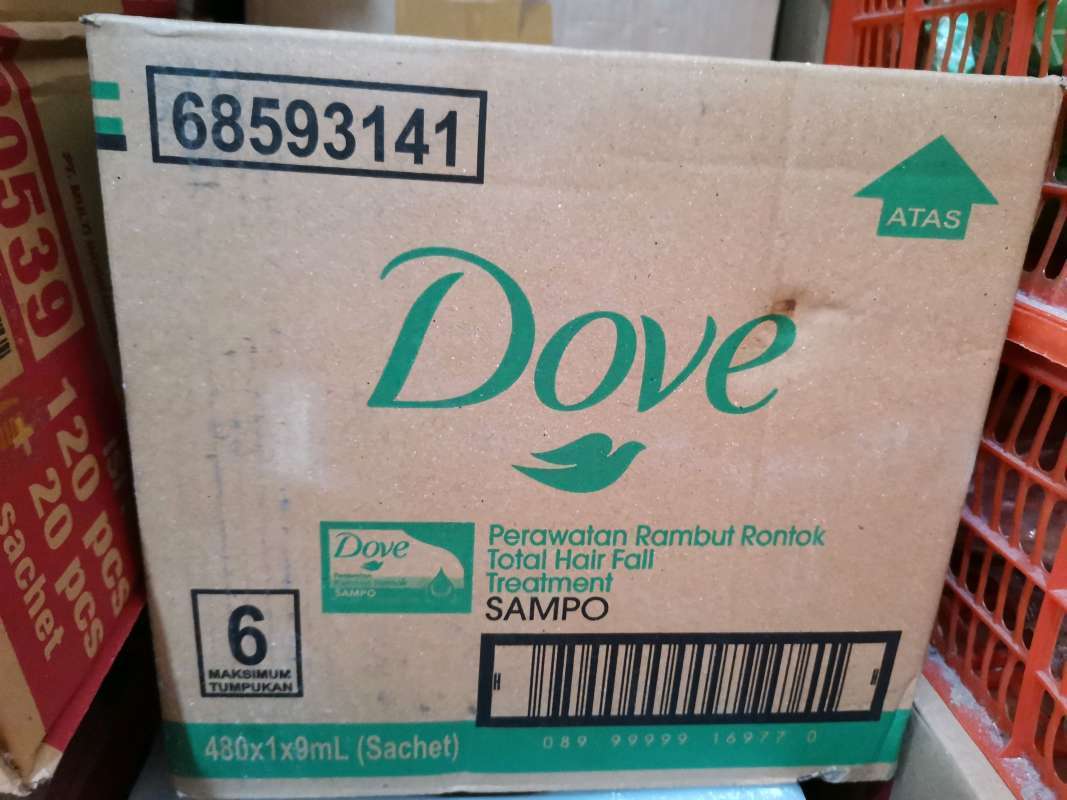 68593141
ATAS
Dove
Dove
SAMPO
Perawatan Rambut Rontok
Total Hair Fall
Treatment
SAMPO
6
MAKSIMUM
TUMPUKAN
H
H
480x1x9mL (Sachet)
089 99999 16977 0
0539
120 pcs
+ 20 pcs
sachet